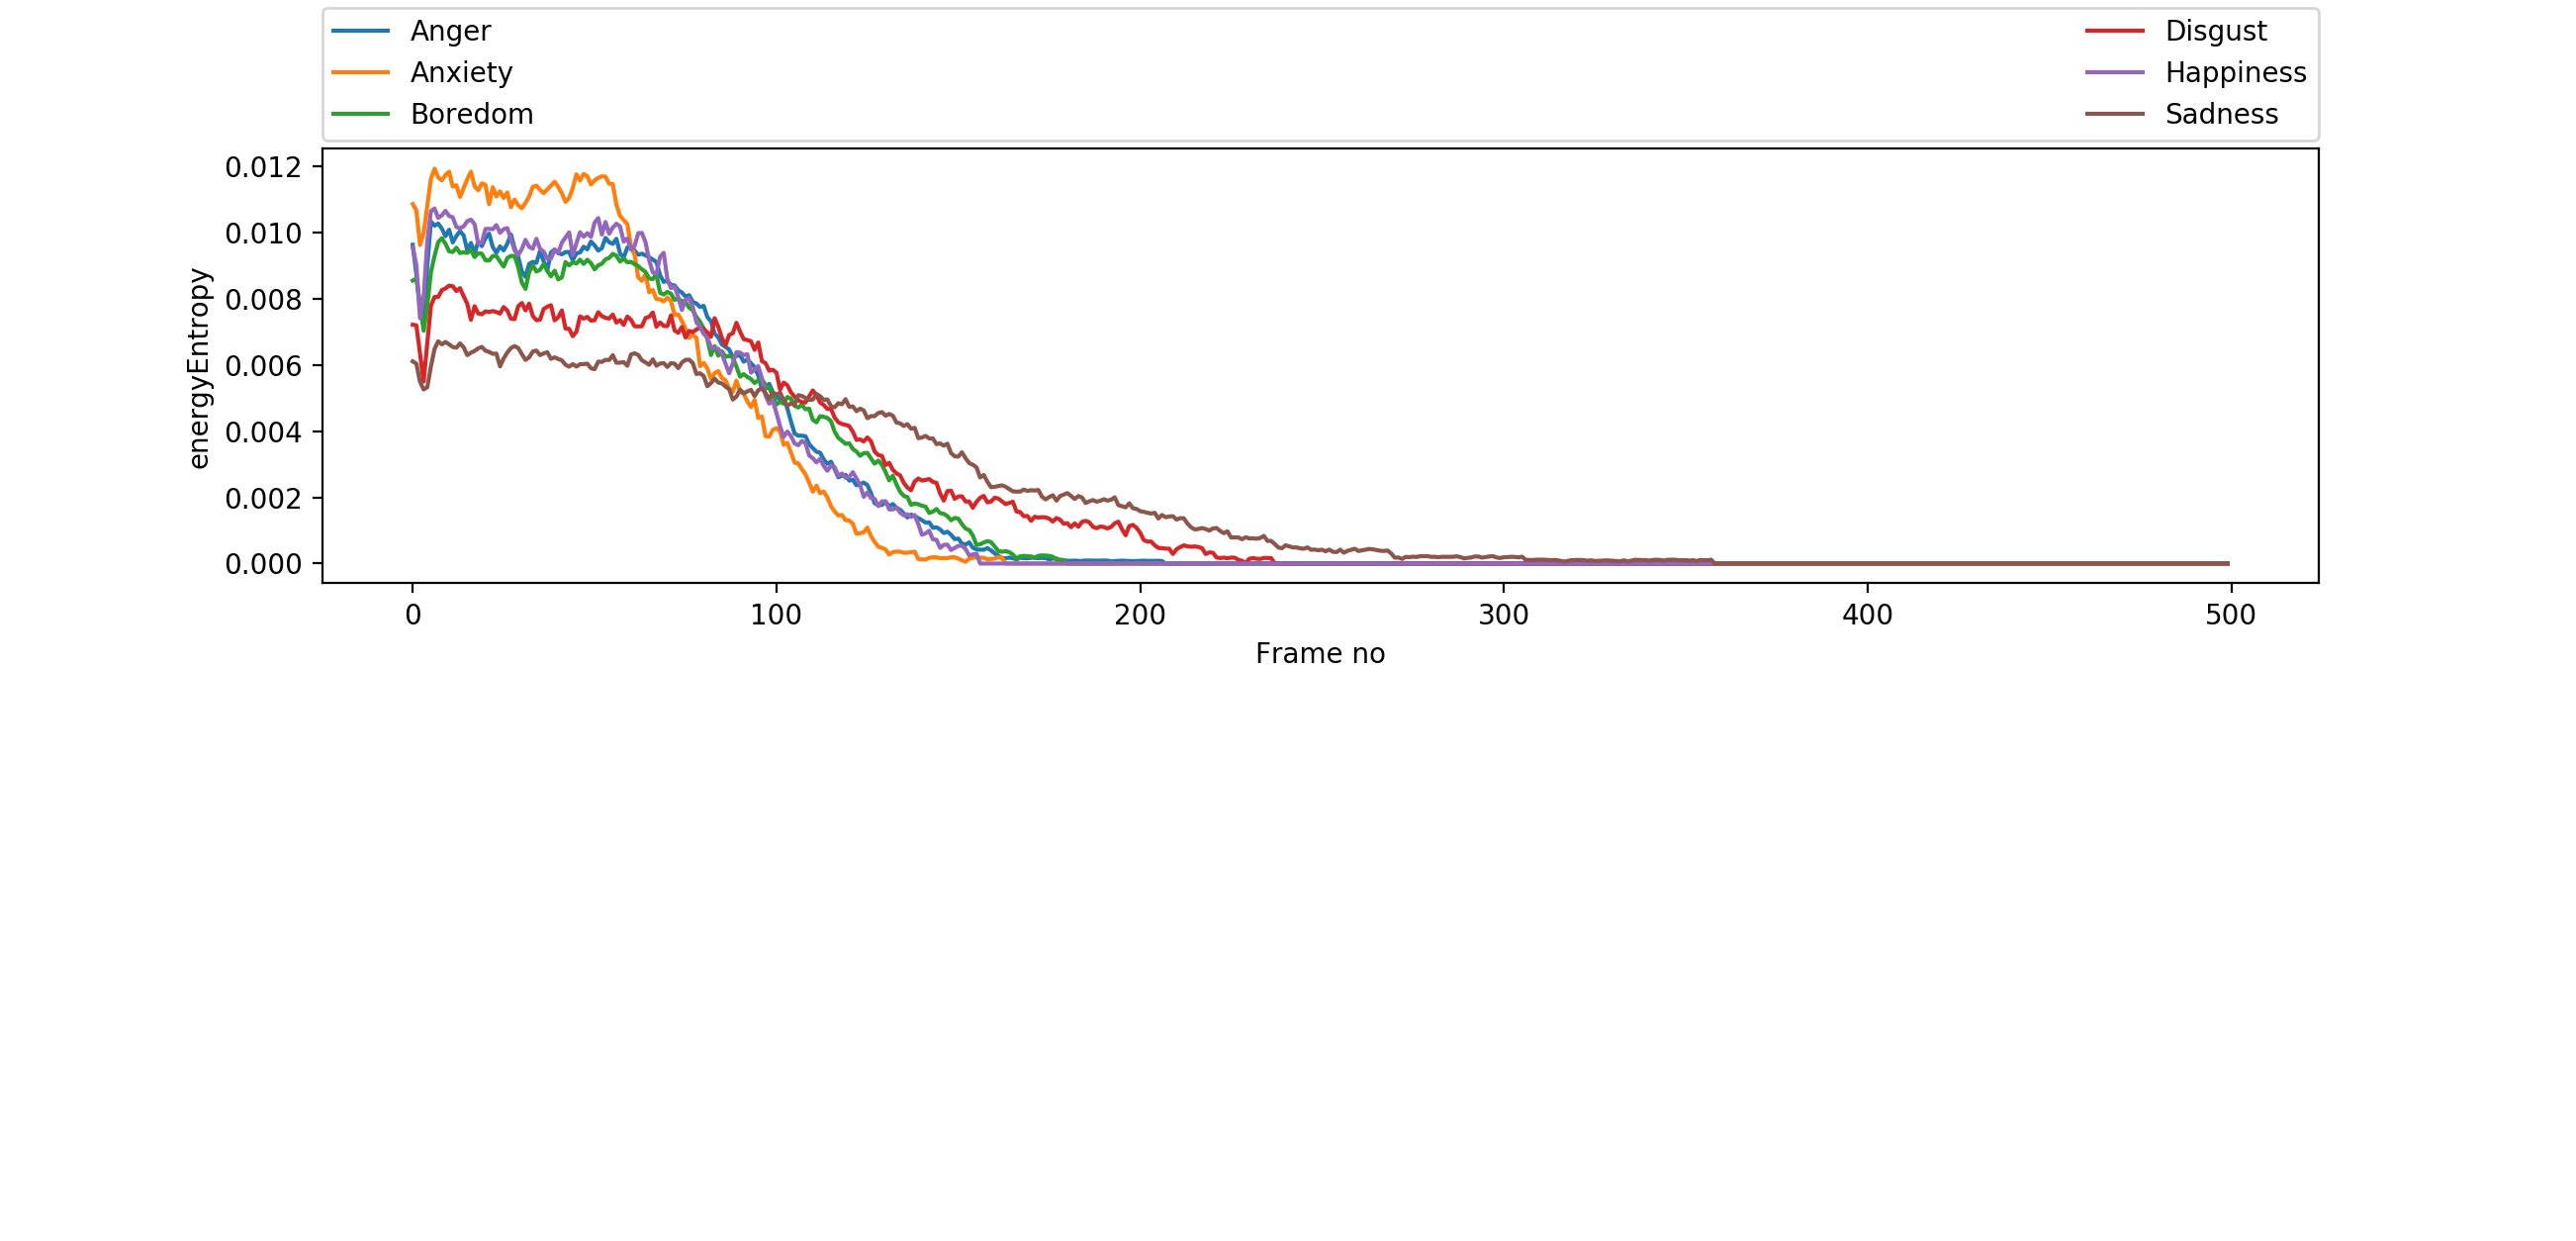 Anger
Anxiety
Boredom
Disgust
Happiness
Sadness
0.012
0.010
0.008
0.006
0.004
0.002
0.000
energyEntropy
0 100 200 300 400 500
Frame no